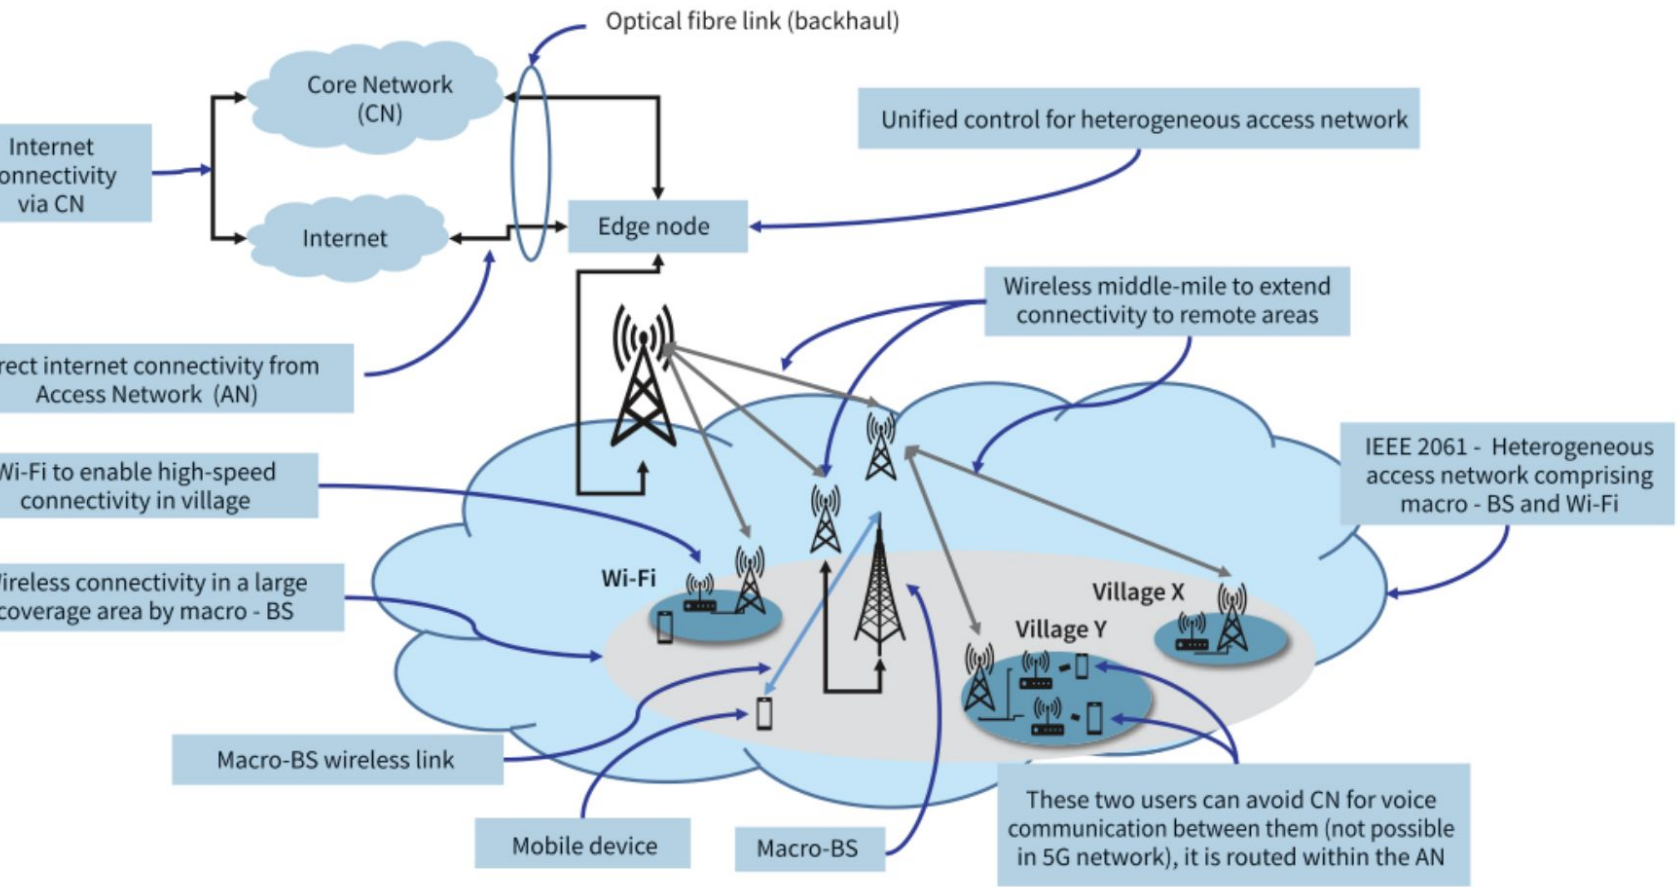 Optical fibre link (backhaul)
Core Network
(CN)
Unified control for heterogeneous access network
Internet
onnectivity
via CN
Internet
Edge node
Wireless middle-mile to extend
connectivity to remote areas
rect internet connectivity from
Access Network (AN)
IEEE 2061 - Heterogeneous
access network comprising
macro - BS and Wi-Fi
Wi-Fi to enable high-speed
connectivity in village
Wi-Fi
Village X
Village Y
ireless connectivity in a large
coverage area by macro - BS
Macro-BS wireless link
Mobile device
Macro-BS
These two users can avoid CN for voice
communication between them (not possible
in 5G network), it is routed within the AN